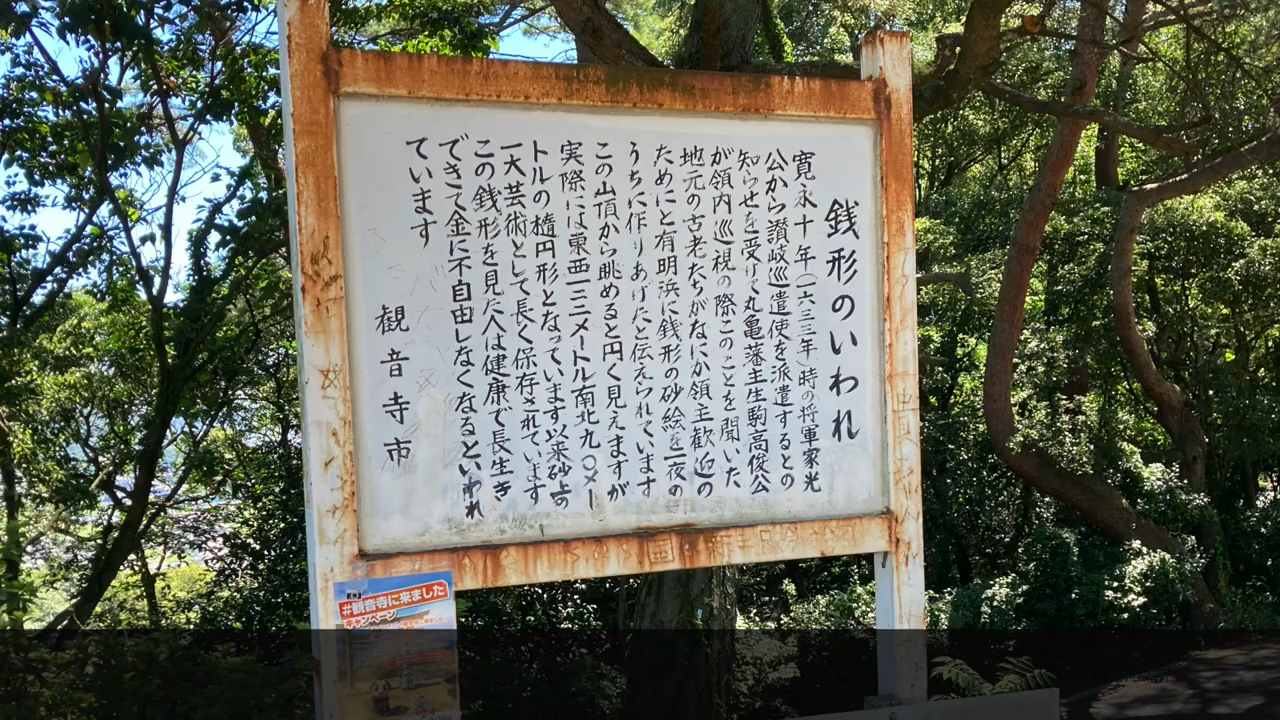 銭形のいわれ
寛永十年(一六三三年)時の将軍家光
公から讃岐巡遣使を派遣するとの
知らせを受けて丸亀藩主生駒高俊公
が領内巡視の際このことを聞いた
地元の古老たちがなにか領主歓迎の
ためにと有明浜に銭形の砂絵を一夜の
うちに作りあげたと伝えられています
この山頂から眺めると円く見えますが
実際には東西一二二メートル南北九〇メー
トルの楕円形となっています以来砂上の
一大芸術として長く保存されています
この銭形を見た人は健康で長生き
できて金に不自由しなくなるといわれ
ています
観音寺市
#観音寺に来ました
キャンペーン